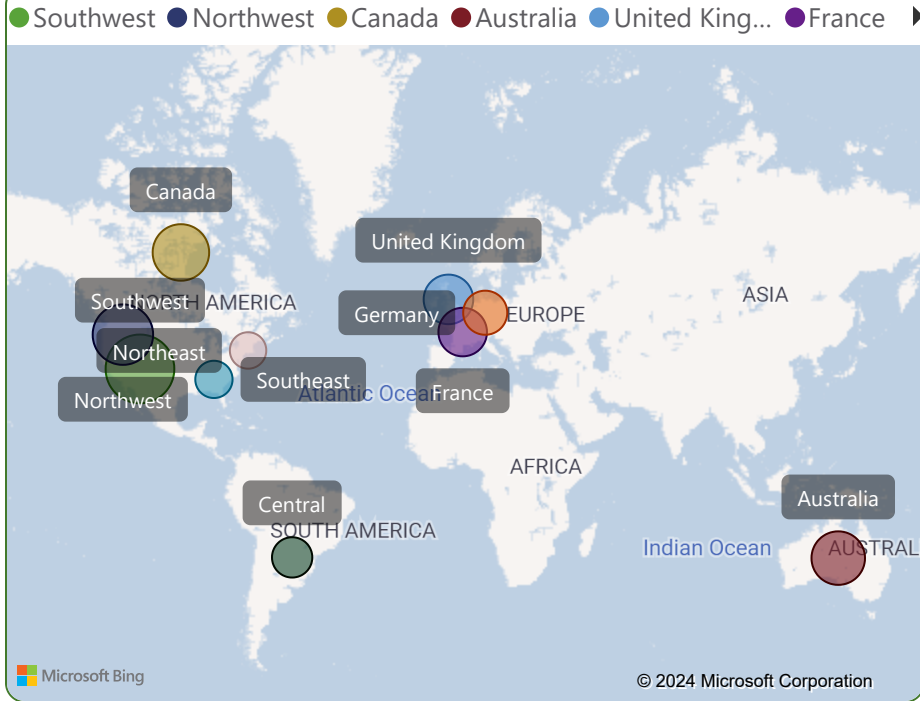 Southwest Northwest Canada Australia United King... France
Canada
United Kingdom
Southwest
NORTH AMERICA
Germany
EUROPE
ASIA
Northeast
Southeast
Northwest
Atlantic Ocean
France
AFRICA
Central
Australia
SOUTH AMERICA
Indian Ocean
AUSTRAL
Microsoft Bing
© 2024 Microsoft Corporation